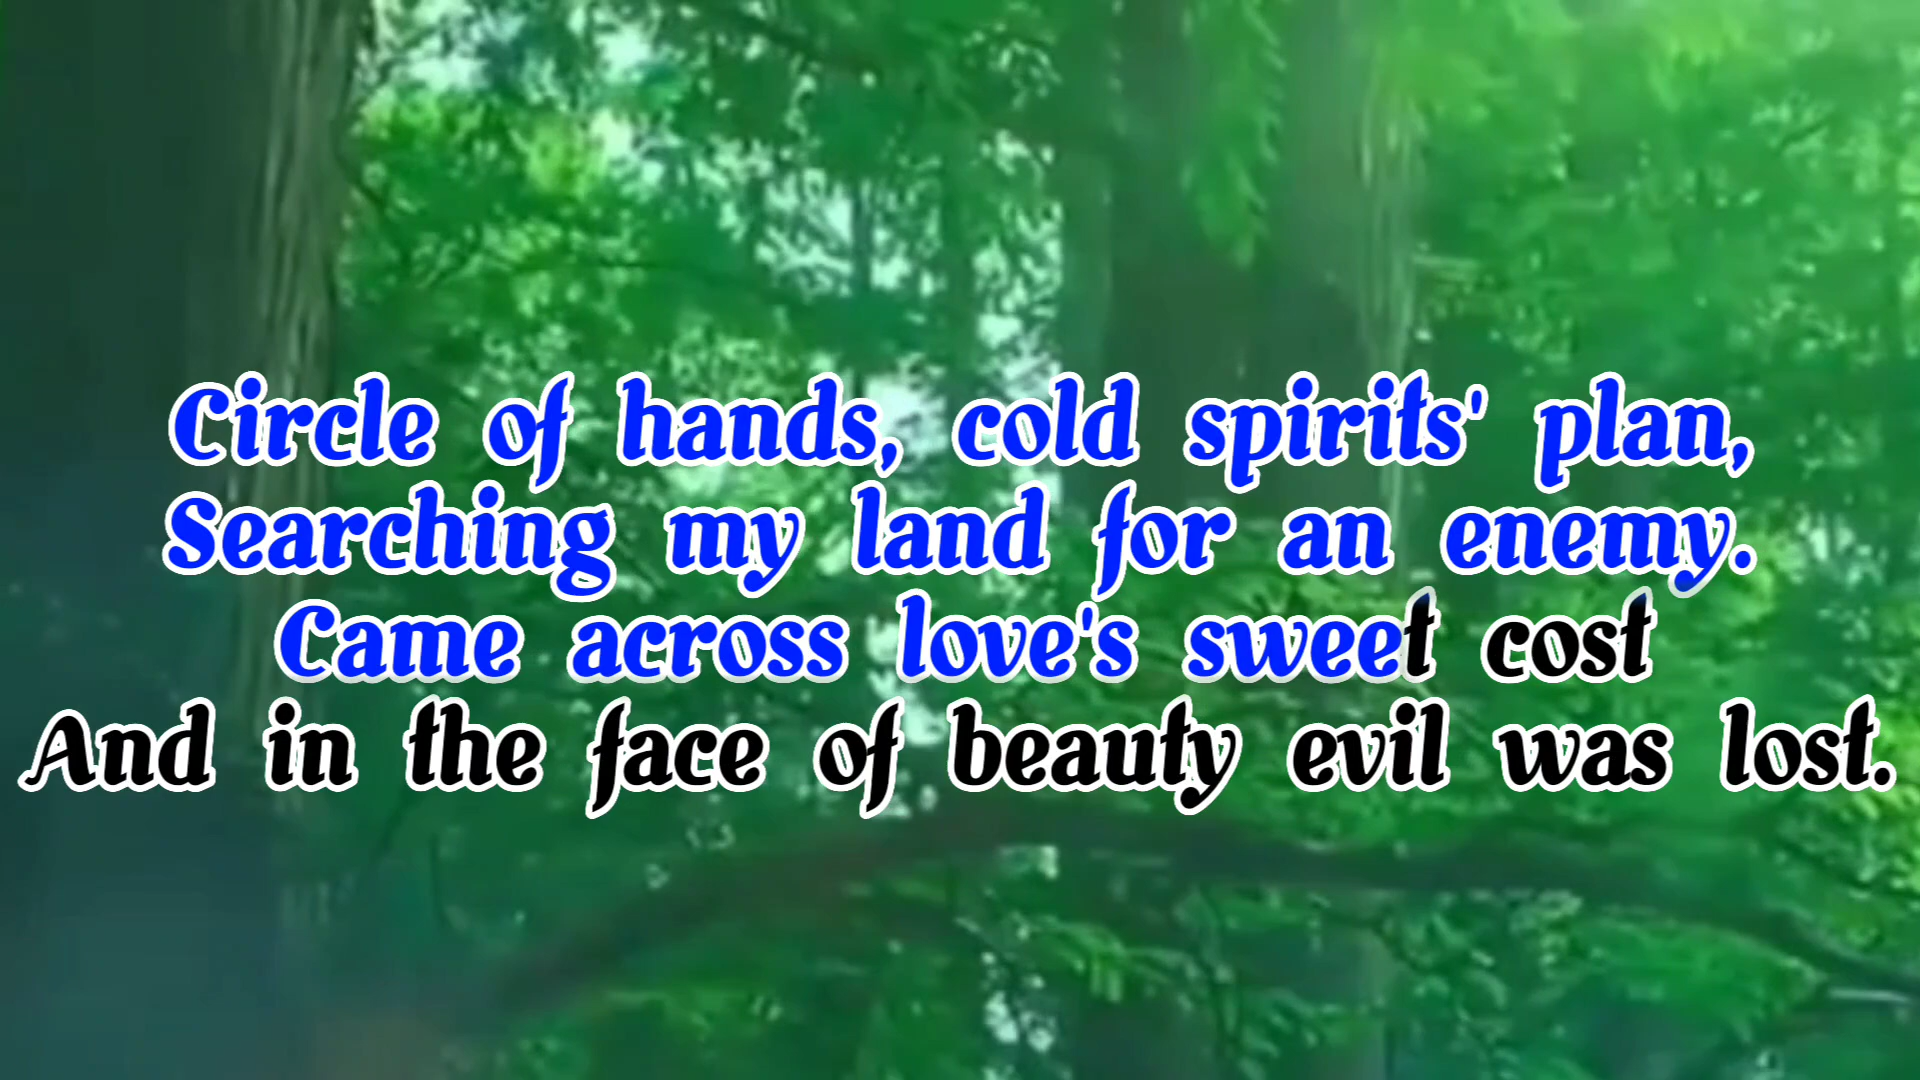 Circle of hands, cold spirits' plan,
Searching my land for an enemy.
Came across love's sweet cost
And in the face of beauty evil was lost.